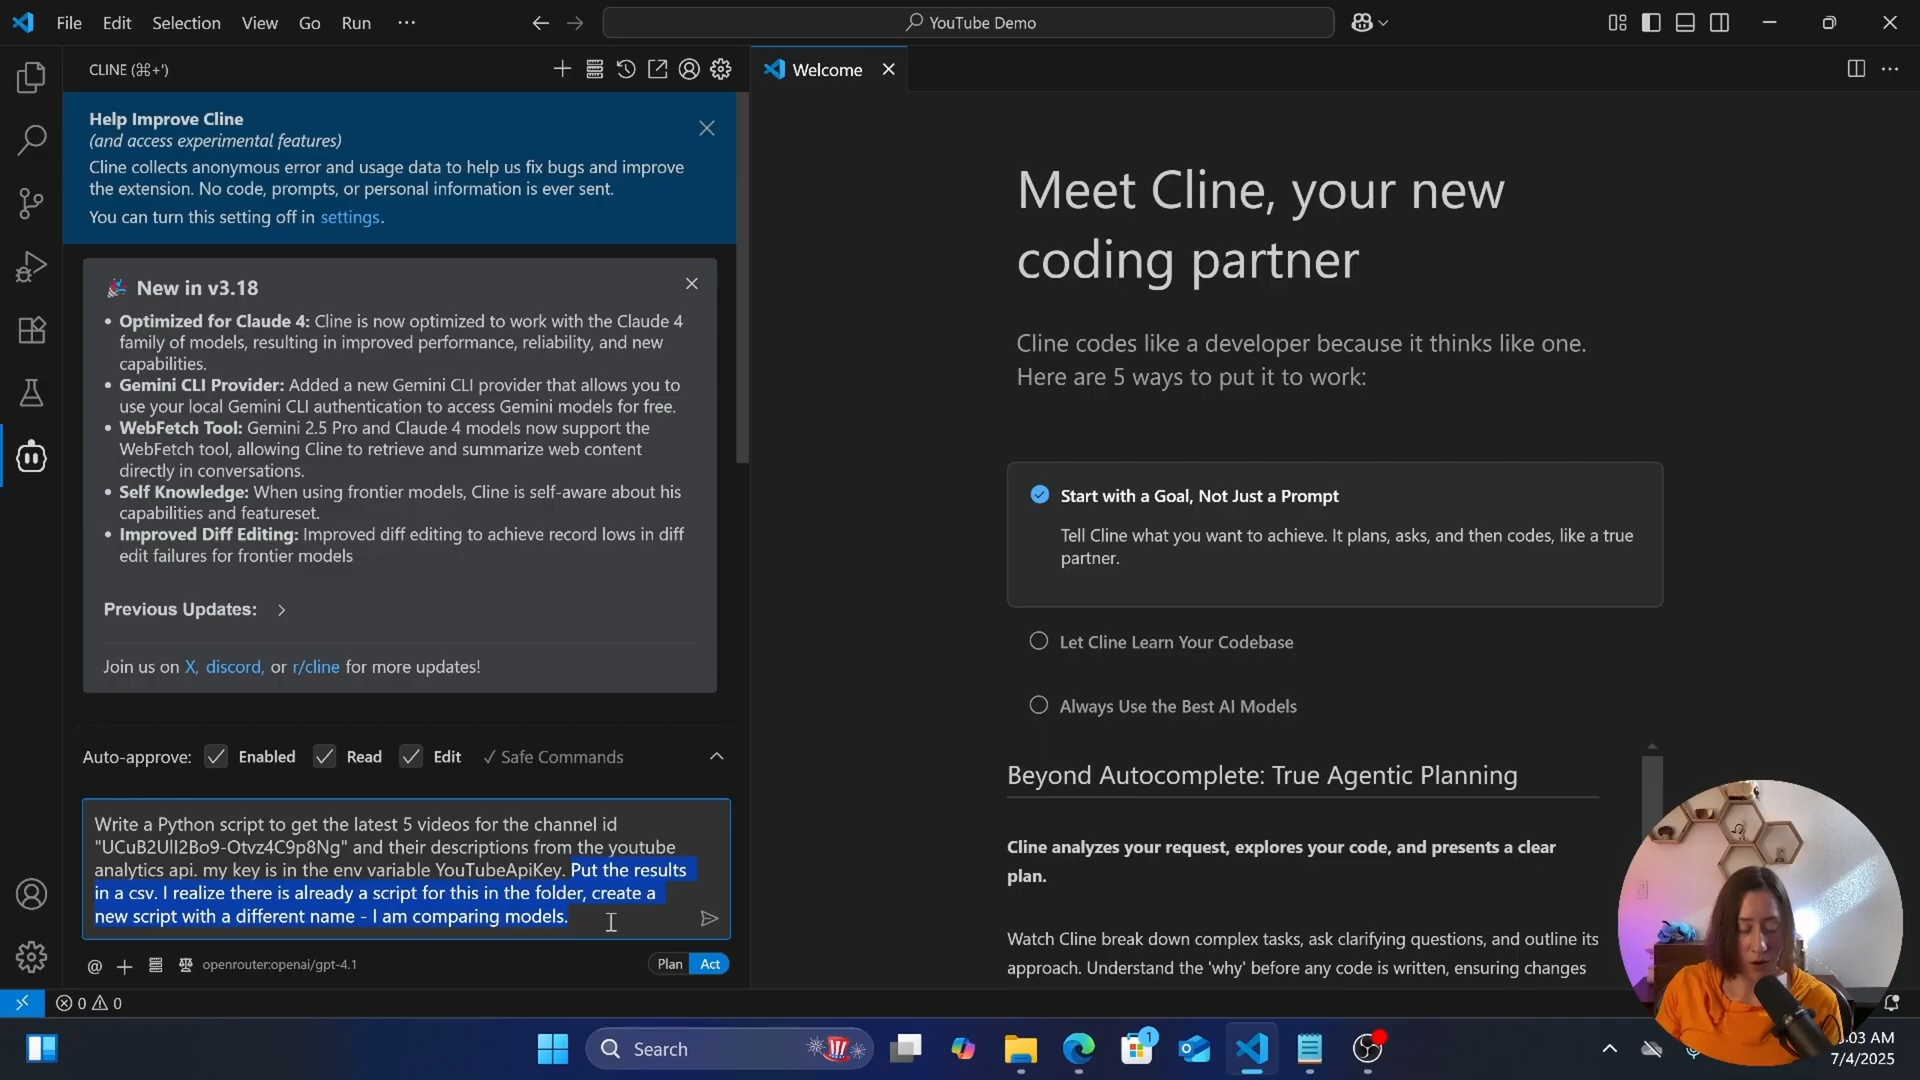 File Edit Selection View Go Run ···
YouTube Demo
CLINE (⌘+')
Welcome
Help Improve Cline
(and access experimental features)
Cline collects anonymous error and usage data to help us fix bugs and improve
the extension. No code, prompts, or personal information is ever sent.
You can turn this setting off in settings.
New in v3.18
• Optimized for Claude 4: Cline is now optimized to work with the Claude 4
family of models, resulting in improved performance, reliability, and new
capabilities.
• Gemini CLI Provider: Added a new Gemini CLI provider that allows you to
use your local Gemini CLI authentication to access Gemini models for free.
• WebFetch Tool: Gemini 2.5 Pro and Claude 4 models now support the
WebFetch tool, allowing Cline to retrieve and summarize web content
directly in conversations.
• Self Knowledge: When using frontier models, Cline is self-aware about his
capabilities and featureset.
• Improved Diff Editing: Improved diff editing to achieve record lows in diff
edit failures for frontier models
Previous Updates:
Join us on X, discord, or r/cline for more updates!
Auto-approve: Enabled Read Edit ✓ Safe Commands
Write a Python script to get the latest 5 videos for the channel id
"UCuB2UlI2Bo9-Otvz4C9p8Ng" and their descriptions from the youtube
analytics api. my key is in the env variable YouTubeApiKey. Put the results
in a csv. I realize there is already a script for this in the folder, create a
new script with a different name - I am comparing models.
@ openrouter:openai/gpt-4.1
Plan Act
Meet Cline, your new
coding partner
Cline codes like a developer because it thinks like one.
Here are 5 ways to put it to work:
Start with a Goal, Not Just a Prompt
Tell Cline what you want to achieve. It plans, asks, and then codes, like a true
partner.
Let Cline Learn Your Codebase
Always Use the Best AI Models
Beyond Autocomplete: True Agentic Planning
Cline analyzes your request, explores your code, and presents a clear
plan.
Watch Cline break down complex tasks, ask clarifying questions, and outline its
approach. Understand the 'why' before any code is written, ensuring changes
0 0
Search
1
:03 AM
7/4/2025